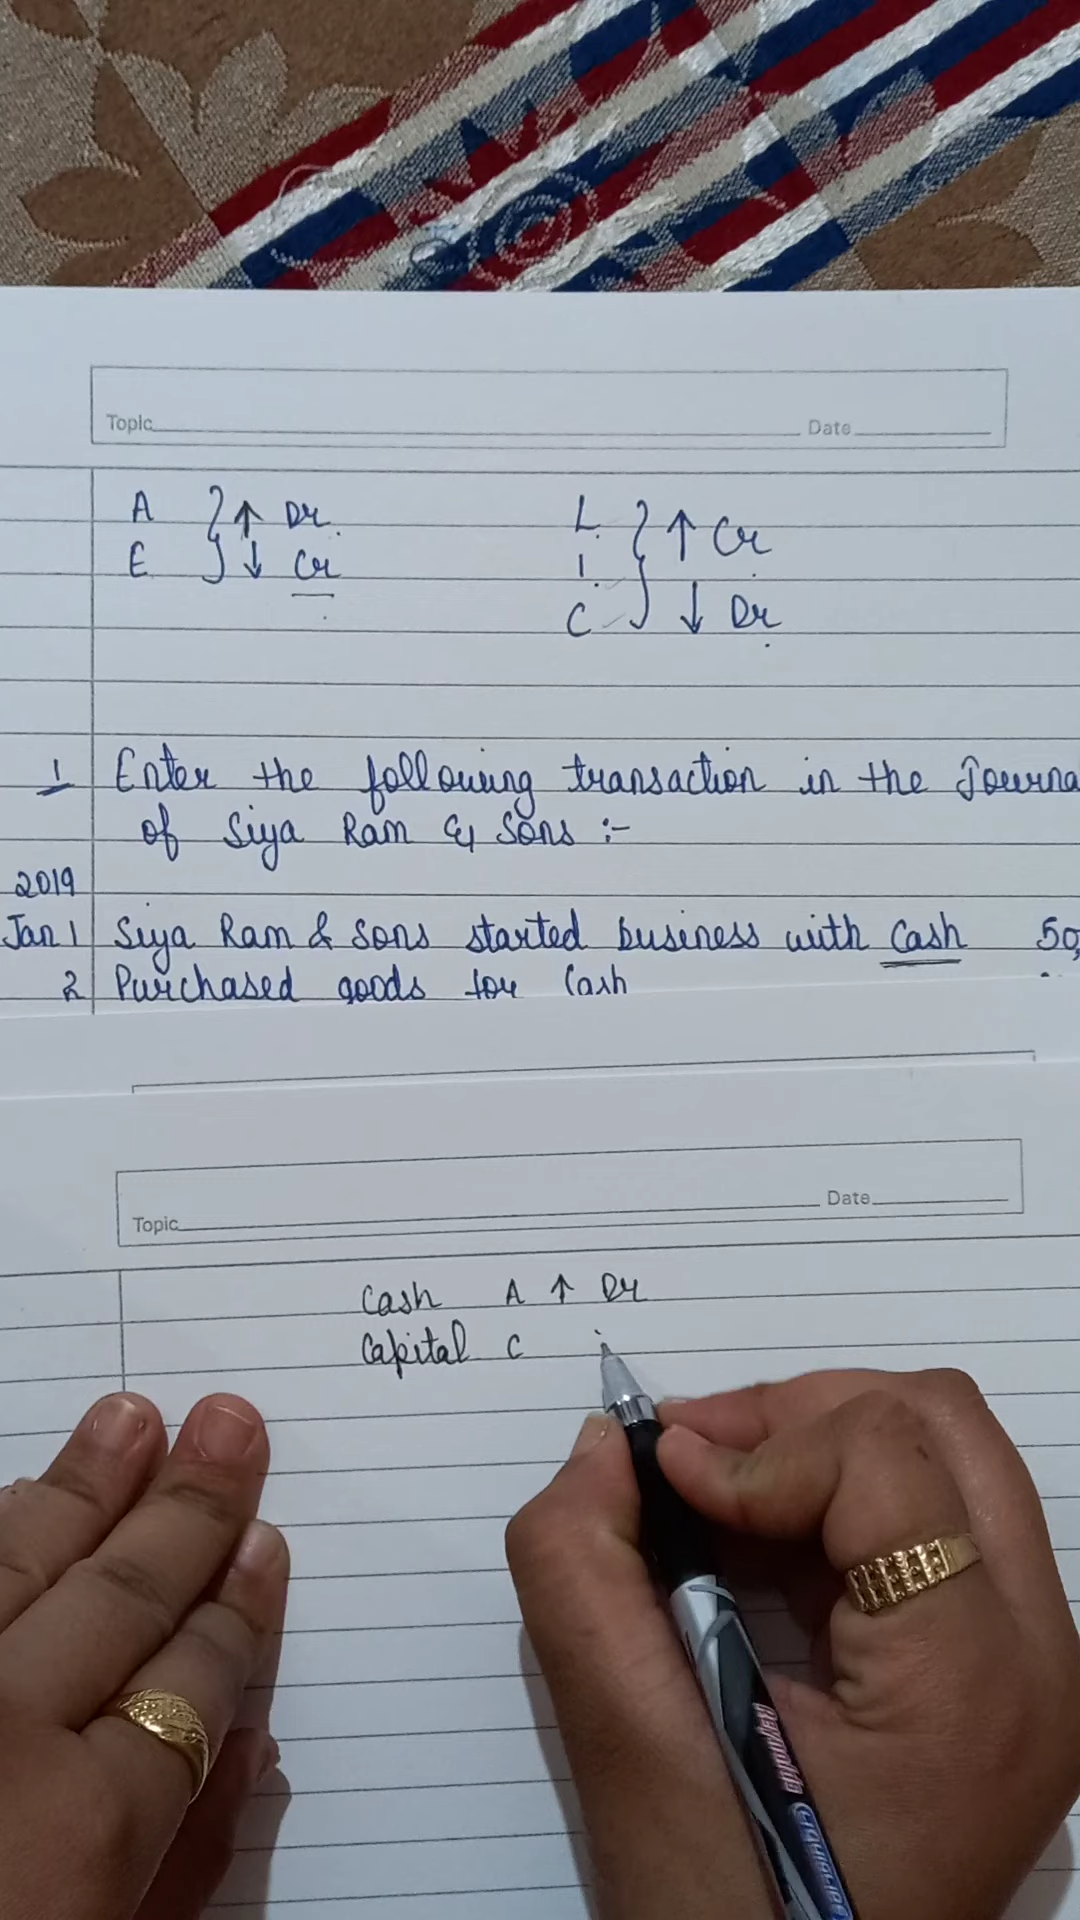 Topic Date
A } ↑ Dr.
E ↓ Cr
L } ↑ Cr
I
C ↓ Dr
1 Enter the following transaction in the Journa
of Siya Ram & Sons :-
2019
Jan 1 Siya Ram & Sons started business with Cash 50,
2 Purchased goods for Cash
Topic Date
Cash A ↑ Dr
Capital C
Reynolds